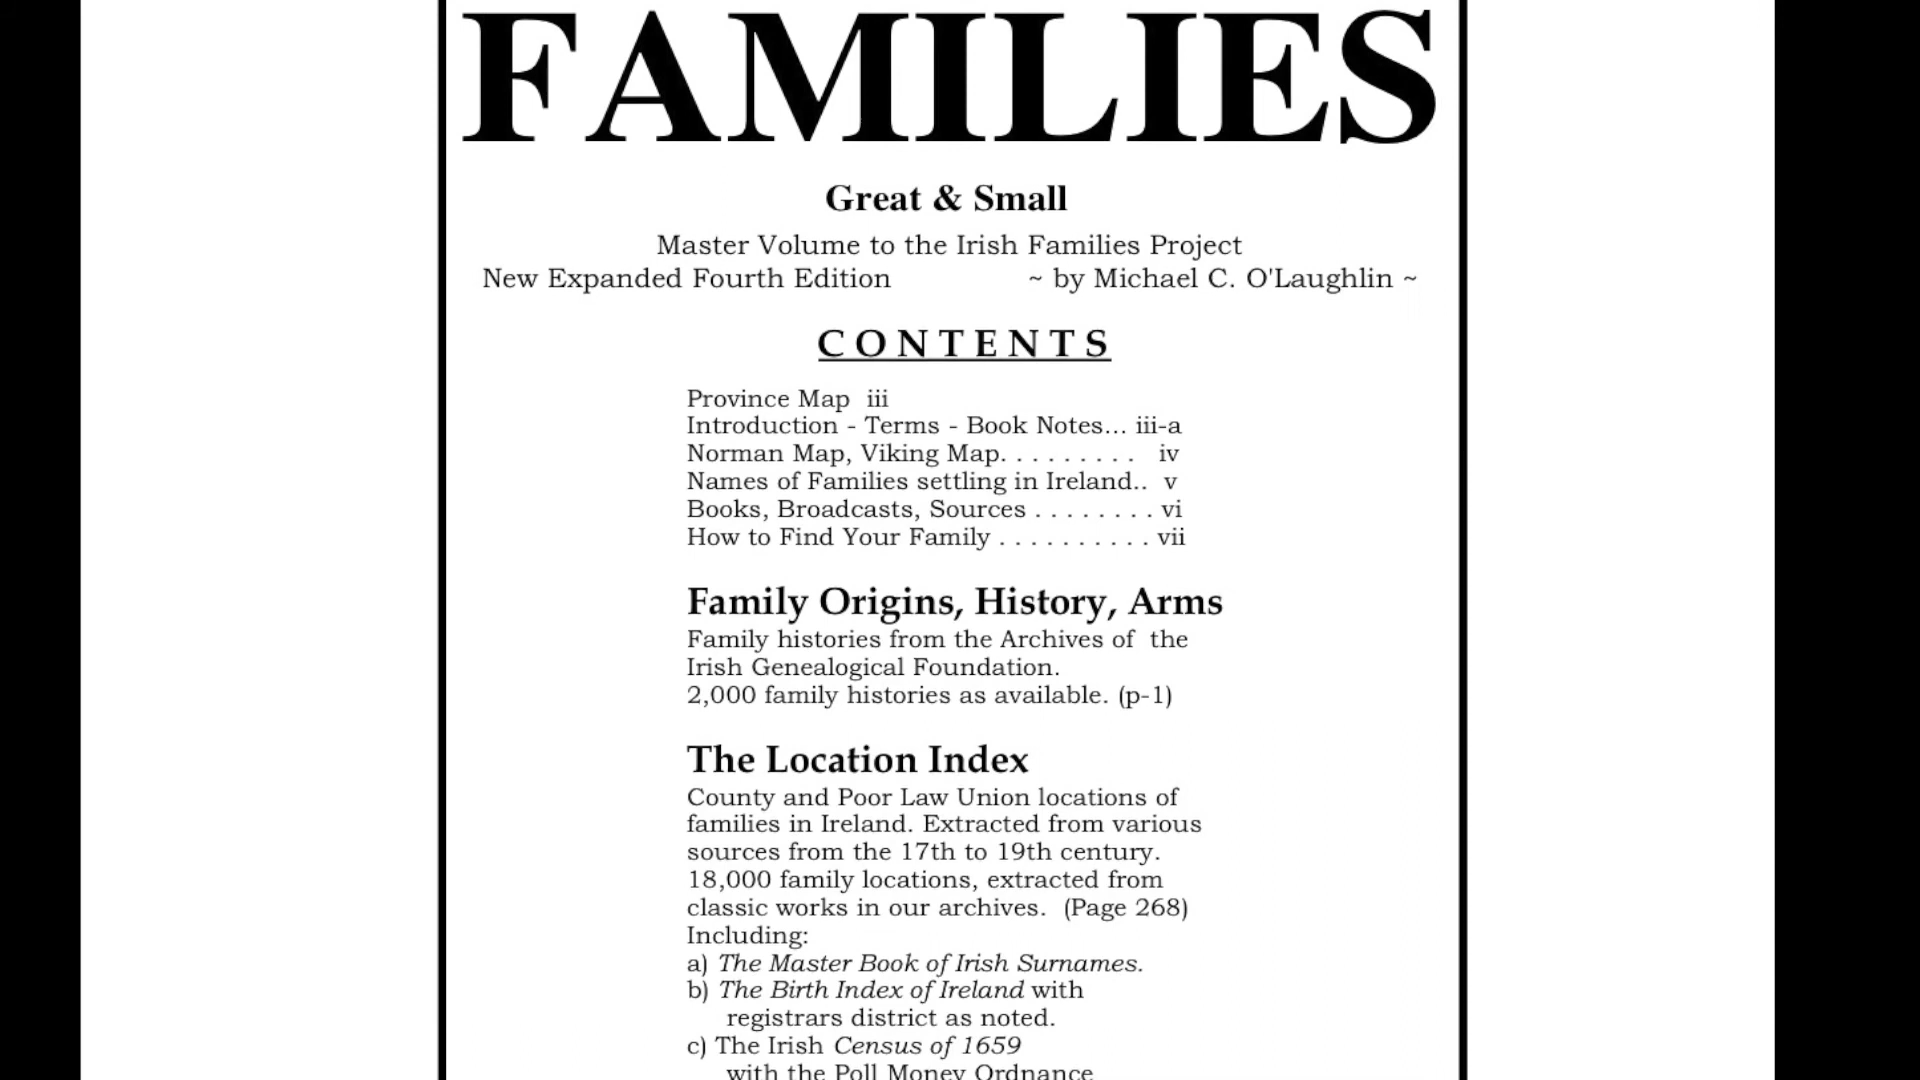 FAMILIES
Great & Small
Master Volume to the Irish Families Project
New Expanded Fourth Edition ~ by Michael C. O'Laughlin ~
CONTENTS
Province Map iii
Introduction - Terms - Book Notes... iii-a
Norman Map, Viking Map. . . . . . . . . iv
Names of Families settling in Ireland.. v
Books, Broadcasts, Sources . . . . . . . . vi
How to Find Your Family . . . . . . . . . . vii
Family Origins, History, Arms
Family histories from the Archives of the
Irish Genealogical Foundation.
2,000 family histories as available. (p-1)
The Location Index
County and Poor Law Union locations of
families in Ireland. Extracted from various
sources from the 17th to 19th century.
18,000 family locations, extracted from
classic works in our archives. (Page 268)
Including:
a) The Master Book of Irish Surnames.
b) The Birth Index of Ireland with
registrars district as noted.
c) The Irish Census of 1659
with the Poll Money Ordnance